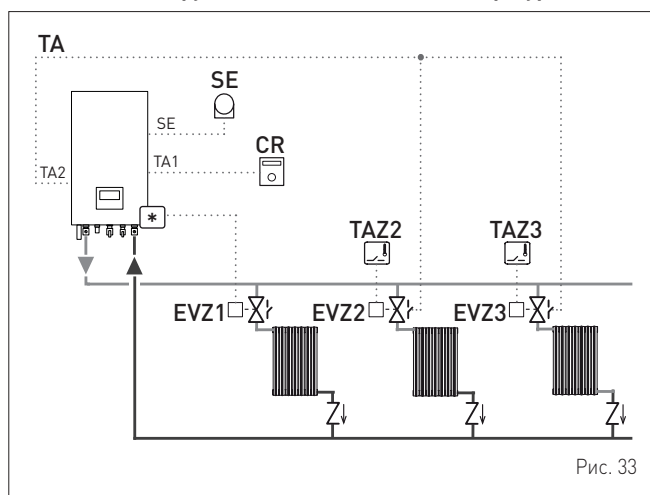 TA
SE
SE
CR
TA1
TA2
*
TAZ2
TAZ3
EVZ1
EVZ2
EVZ3
Рис. 33